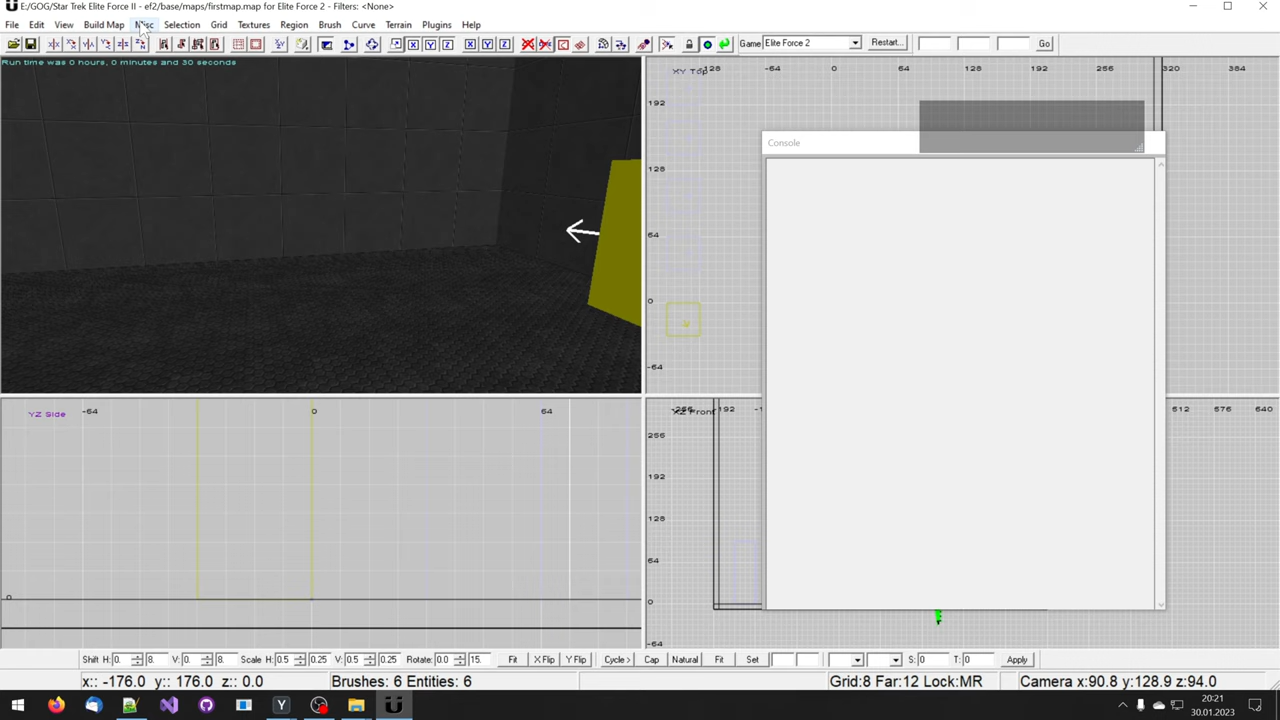 E:/GOG/Star Trek Elite Force II - ef2/base/maps/firstmap.map for Elite Force 2 - Filters: <None>
File Edit View Build Map Misc Selection Grid Textures Region Brush Curve Terrain Plugins Help
Game Elite Force 2 Restart... Go
Run time was 0 hours, 0 minutes and 30 seconds
XY Top
-128 -64 0 64 128 192 256 320 384
192
128
64
0
-64
Console
YZ Side
-64 0 64
0
XZ Front
192 512 576 640
256
192
128
64
0
-64
Shift H: 0. 8. V: 0. 8. Scale H: 0.5 0.25 V: 0.5 0.25 Rotate: 0.0 15. Fit X Flip Y Flip Cycle> Cap Natural Fit Set S: 0 T: 0 Apply
x:: -176.0 y:: 176.0 z:: 0.0 Brushes: 6 Entities: 6 Grid:8 Far:12 Lock:MR Camera x:90.8 y:128.9 z:94.0
20:21
30.01.2023